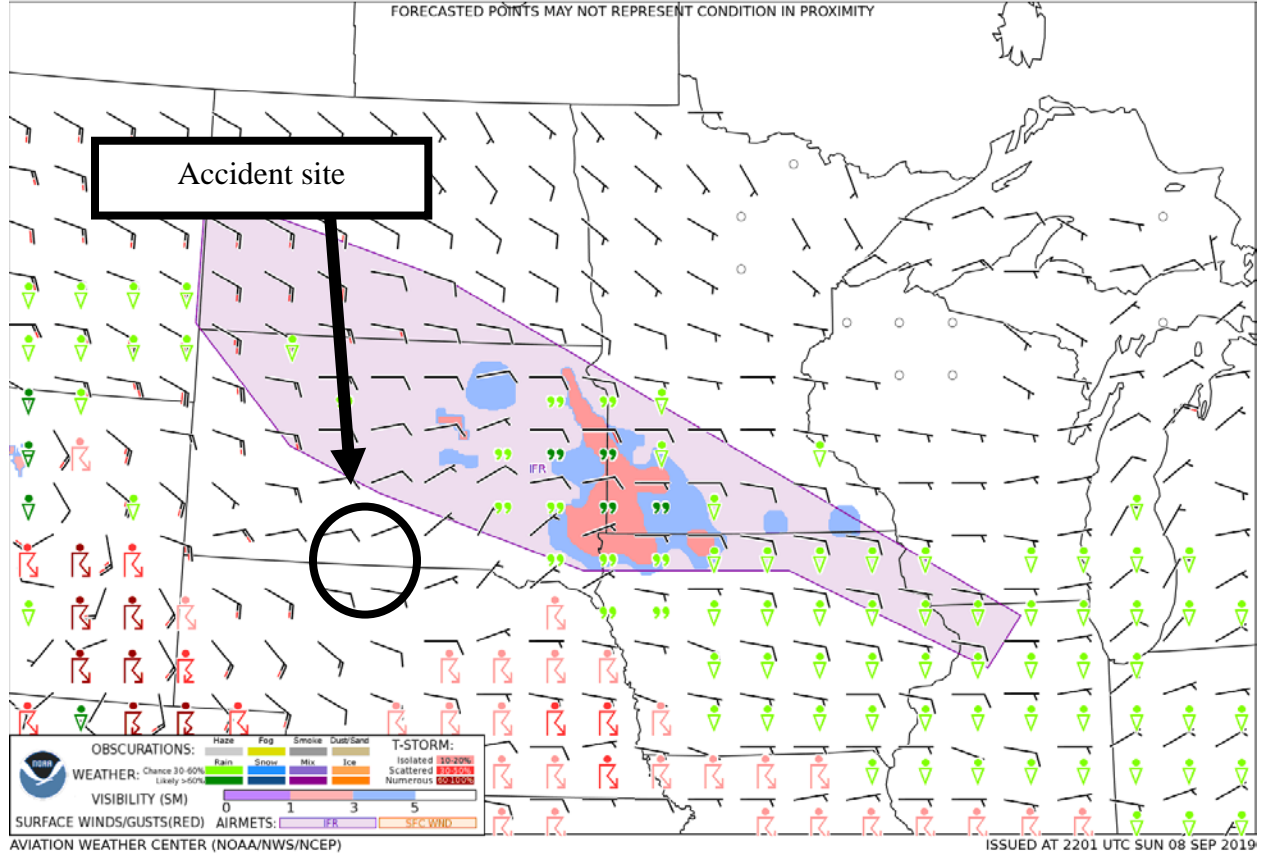 FORECASTED POINTS MAY NOT REPRESENT CONDITION IN PROXIMITY
Accident site
IFR
NOAA
OBSCURATIONS: Haze Fog Smoke Dust/Sand
WEATHER: Rain Snow Mix Ice
Chance 30-60%
Likely >60%
T-STORM:
Isolated 10-20%
Scattered 30-50%
Numerous 60-100%
VISIBILITY (SM)
0 1 3 5
SURFACE WINDS/GUSTS(RED) AIRMETS: IFR SFC WND
AVIATION WEATHER CENTER (NOAA/NWS/NCEP) ISSUED AT 2201 UTC SUN 08 SEP 2019